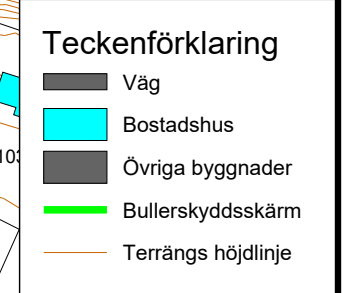 Teckenförklaring
Väg
Bostadshus
Övriga byggnader
Bullerskyddsskärm
Terrängs höjdlinje